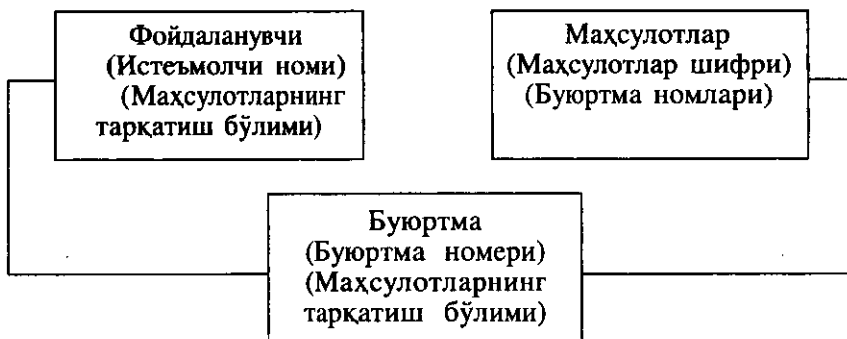 Фойдаланувчи
(Истеъмолчи номи)
(Маҳсулотларнинг
тарқатиш бўлими)
Маҳсулотлар
(Маҳсулотлар шифри)
(Буюртма номлари)
Буюртма
(Буюртма номери)
(Маҳсулотларнинг
тарқатиш бўлими)